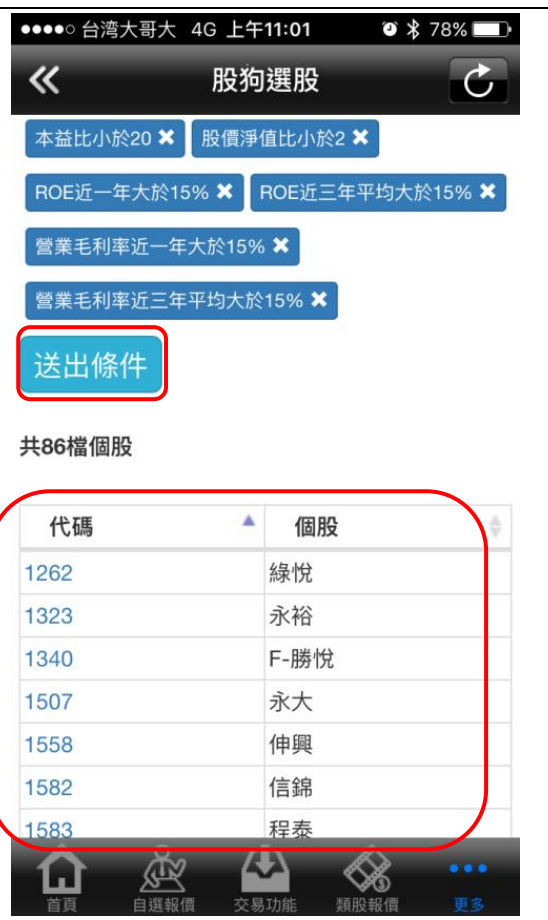 台湾大哥大 4G 上午11:01 78%
股狗選股
本益比小於20 ✖ 股價淨值比小於2 ✖
ROE近一年大於15% ✖ ROE近三年平均大於15% ✖
營業毛利率近一年大於15% ✖
營業毛利率近三年平均大於15% ✖
送出條件
共86檔個股
代碼 個股
1262 綠悅
1323 永裕
1340 F-勝悅
1507 永大
1558 伸興
1582 信錦
1583 程泰
首頁 自選報價 交易功能 類股報價 更多